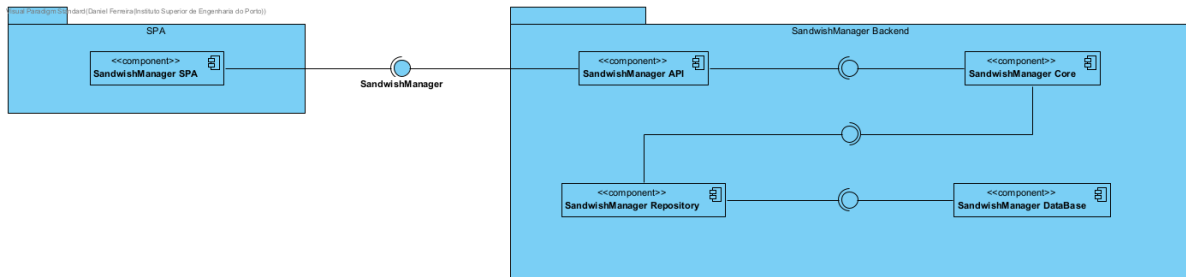 Visual Paradigm Standard(Daniel Ferreira(Instituto Superior de Engenharia do Porto))
SPA
<<component>>
SandwishManager SPA
SandwishManager
SandwishManager Backend
<<component>>
SandwishManager API
<<component>>
SandwishManager Core
<<component>>
SandwishManager Repository
<<component>>
SandwishManager DataBase